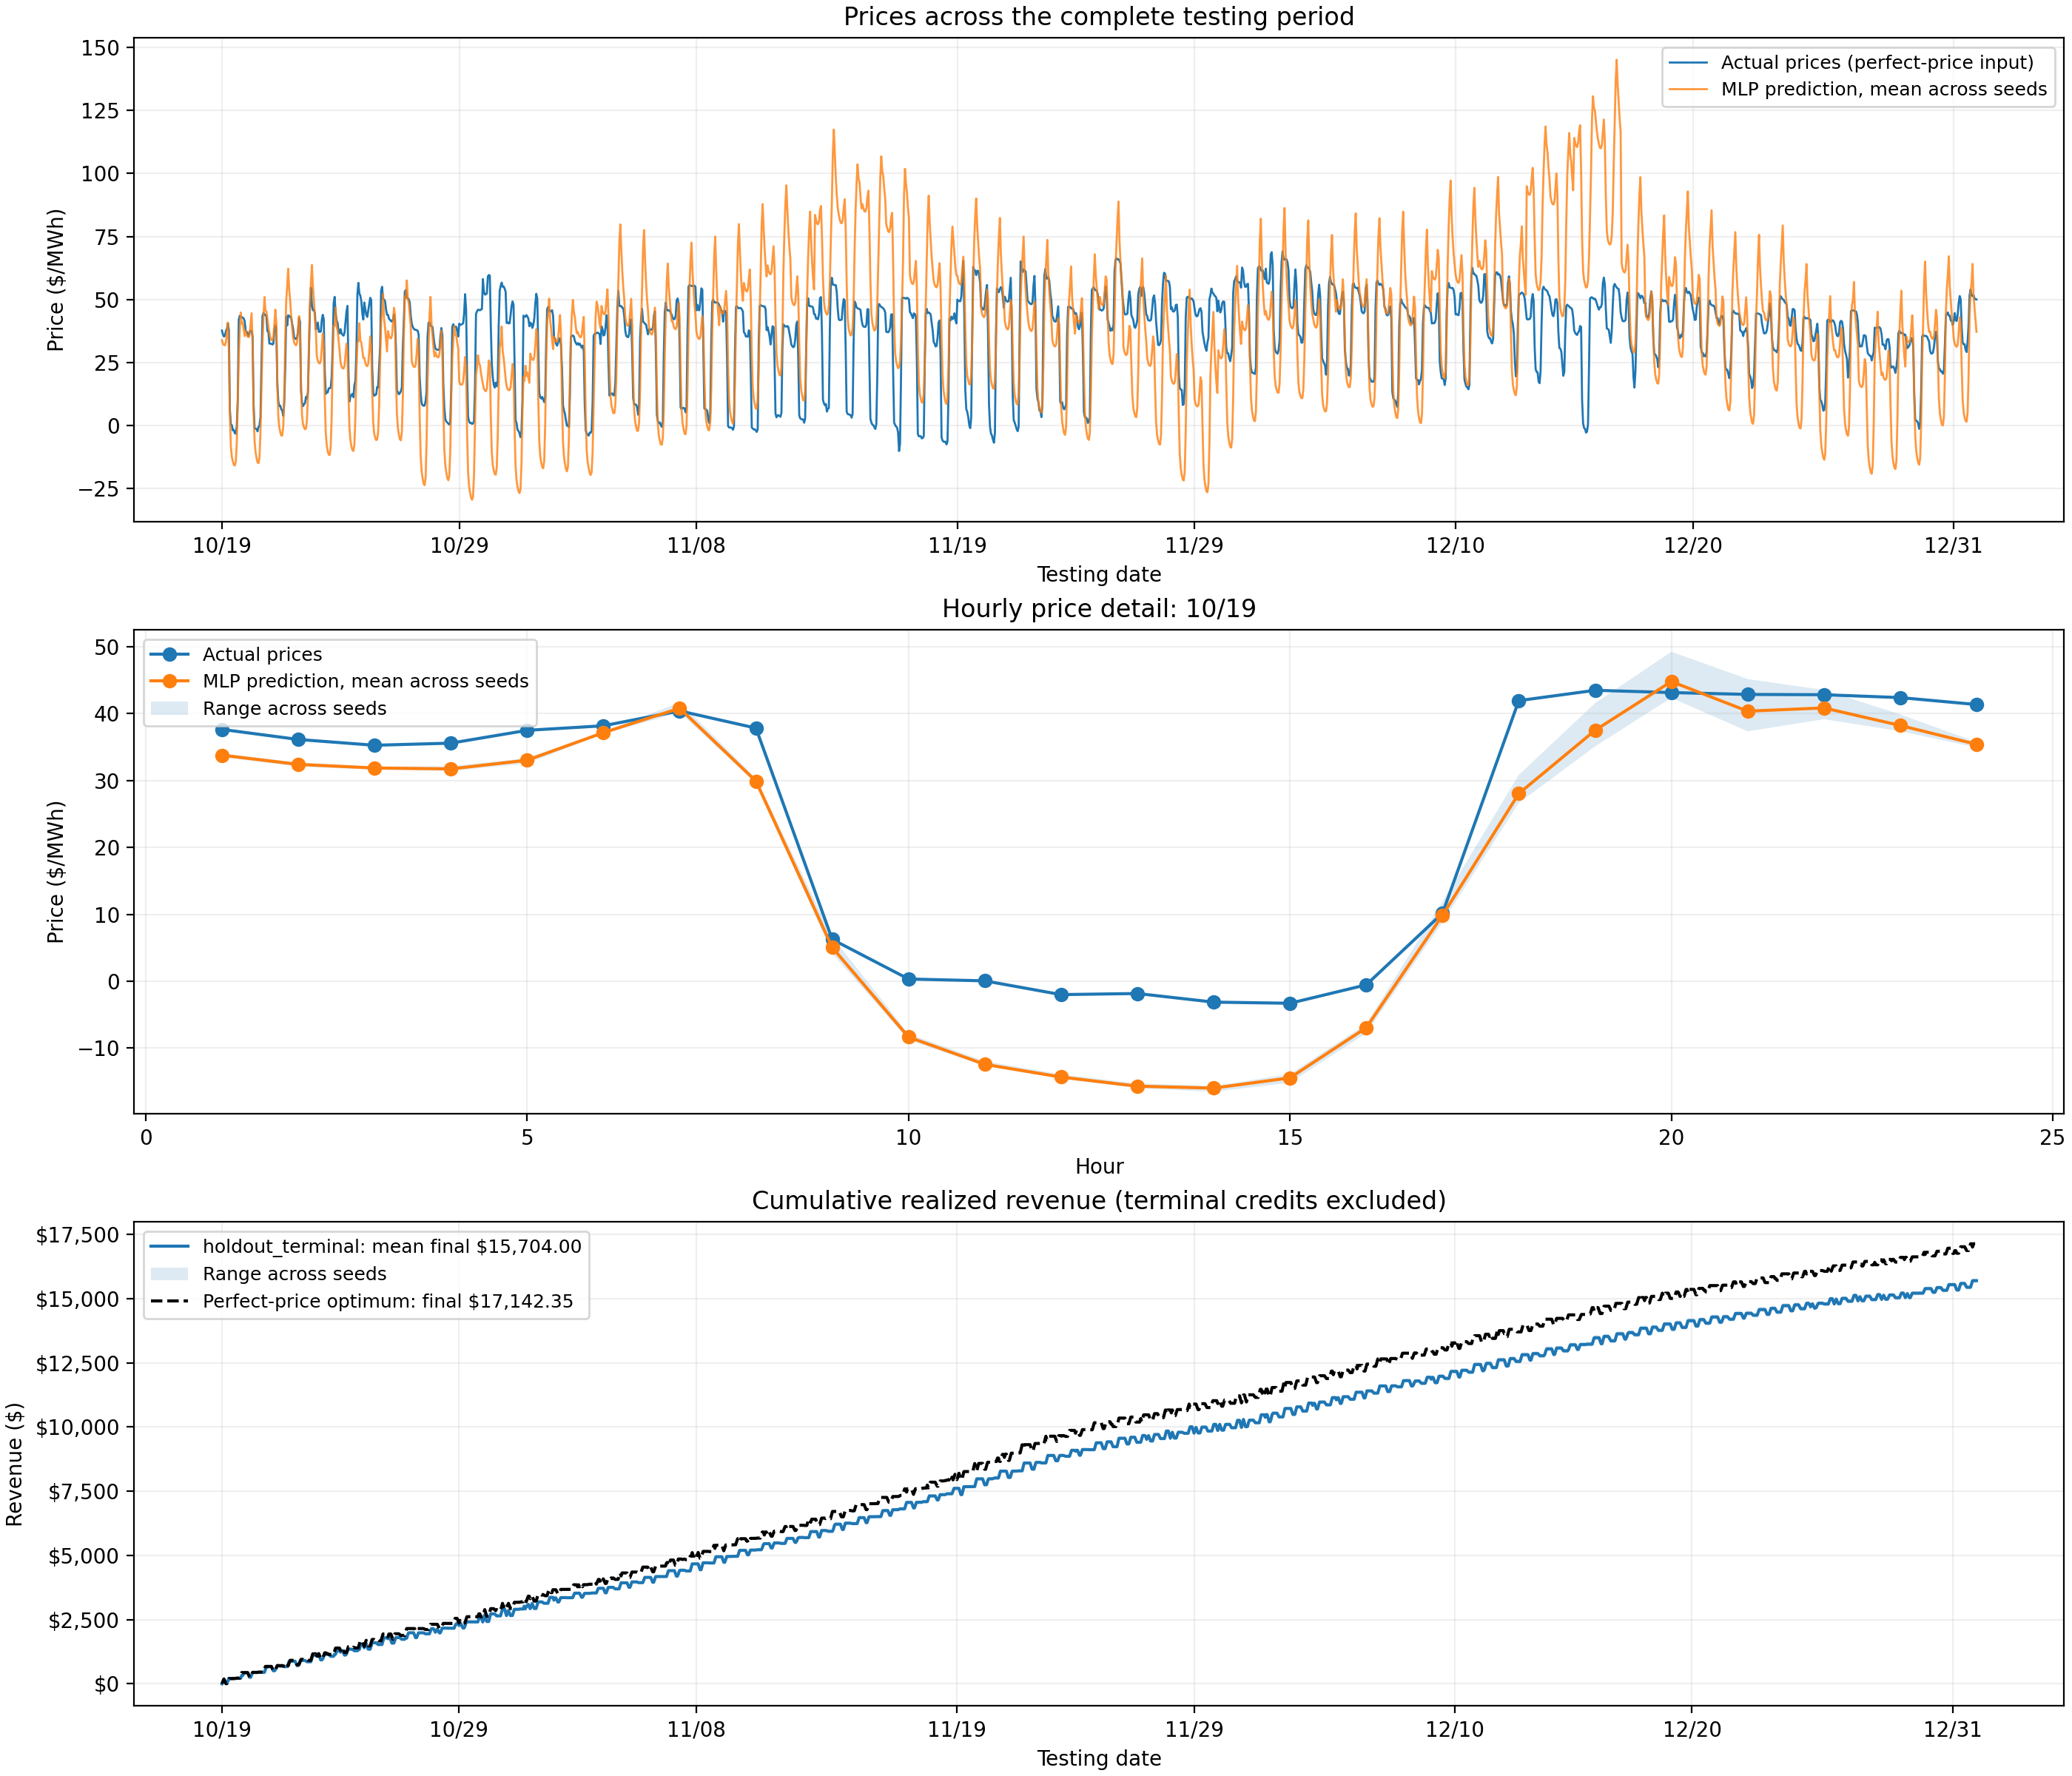 Prices across the complete testing period
Price ($/MWh)
150
125
100
75
50
25
0
−25
Actual prices (perfect-price input)
MLP prediction, mean across seeds
10/19 10/29 11/08 11/19 11/29 12/10 12/20 12/31
Testing date
Hourly price detail: 10/19
Price ($/MWh)
50
40
30
20
10
0
−10
Actual prices
MLP prediction, mean across seeds
Range across seeds
0 5 10 15 20 25
Hour
Cumulative realized revenue (terminal credits excluded)
Revenue ($)
$17,500
$15,000
$12,500
$10,000
$7,500
$5,000
$2,500
$0
holdout_terminal: mean final $15,704.00
Range across seeds
Perfect-price optimum: final $17,142.35
10/19 10/29 11/08 11/19 11/29 12/10 12/20 12/31
Testing date